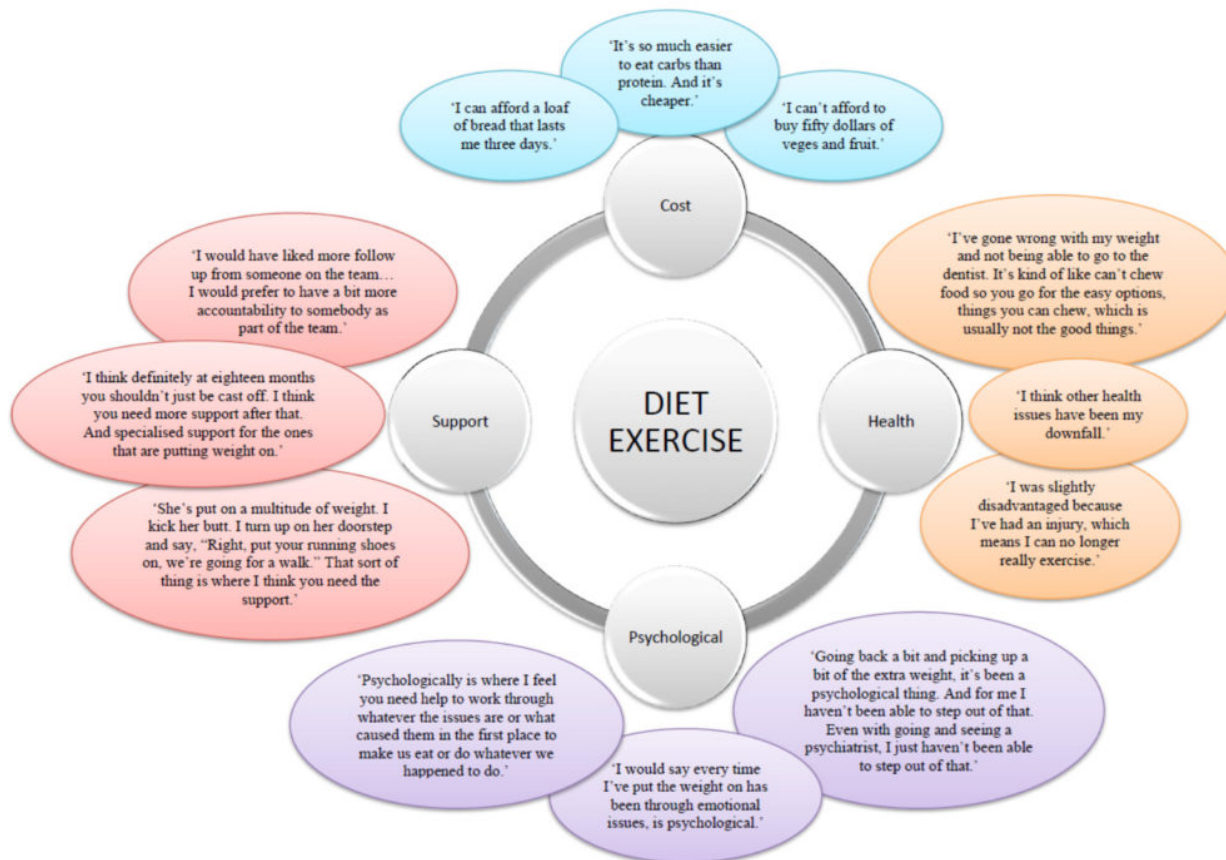 ‘It’s so much easier
to eat carbs than
protein. And it’s
cheaper.’
‘I can afford a loaf
of bread that lasts
me three days.’
‘I can’t afford to
buy fifty dollars of
veges and fruit.’
Cost
‘I would have liked more follow
up from someone on the team…
I would prefer to have a bit more
accountability to somebody as
part of the team.’
‘I think definitely at eighteen months
you shouldn’t just be cast off. I think
you need more support after that.
And specialised support for the ones
that are putting weight on.’
‘She’s put on a multitude of weight. I
kick her butt. I turn up on her doorstep
and say, “Right, put your running shoes
on, we’re going for a walk.” That sort of
thing is where I think you need the
support.’
Support
DIET
EXERCISE
Health
‘I’ve gone wrong with my weight
and not being able to go to the
dentist. It’s kind of like can’t chew
food so you go for the easy options,
things you can chew, which is
usually not the good things.’
‘I think other health
issues have been my
downfall.’
‘I was slightly
disadvantaged because
I’ve had an injury, which
means I can no longer
really exercise.’
Psychological
‘Psychologically is where I feel
you need help to work through
whatever the issues are or what
caused them in the first place to
make us eat or do whatever we
happened to do.’
‘I would say every time
I’ve put the weight on has
been through emotional
issues, is psychological.’
‘Going back a bit and picking up a
bit of the extra weight, it’s been a
psychological thing. And for me I
haven’t been able to step out of that.
Even with going and seeing a
psychiatrist, I just haven’t been able
to step out of that.’